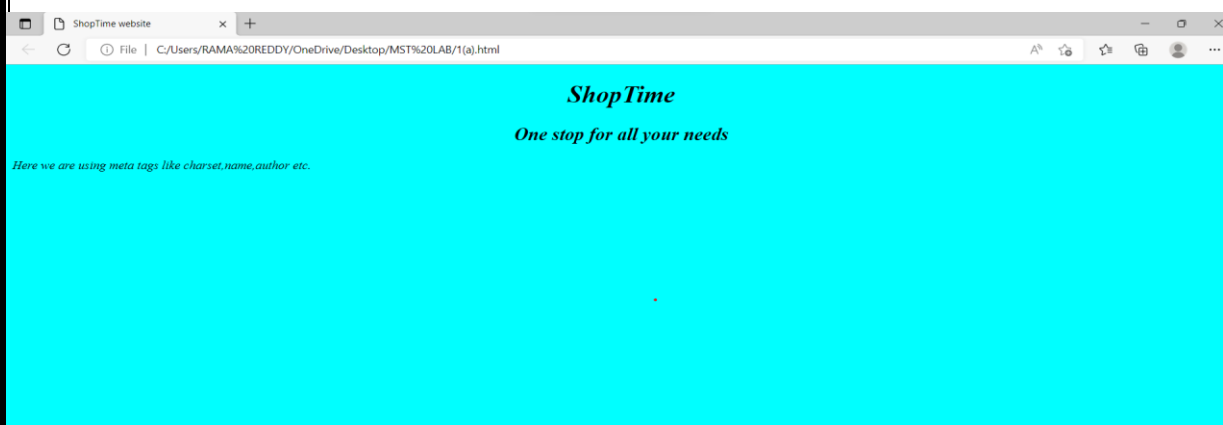 ShopTime website
File | C:/Users/RAMA%20REDDY/OneDrive/Desktop/MST%20LAB/1(a).html
ShopTime
One stop for all your needs
Here we are using meta tags like charset,name,author etc.